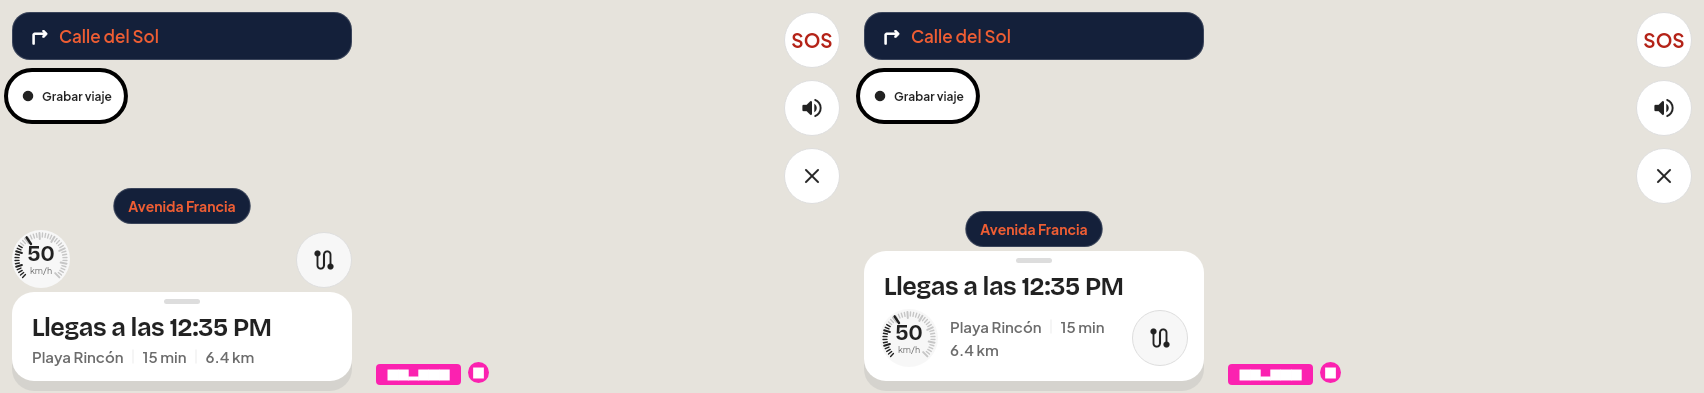 Calle del Sol
SOS
Grabar viaje
Avenida Francia
50
km/h
Llegas a las 12:35 PM
Playa Rincón 15 min 6.4 km
Calle del Sol
SOS
Grabar viaje
Avenida Francia
Llegas a las 12:35 PM
50
km/h
Playa Rincón 15 min
6.4 km